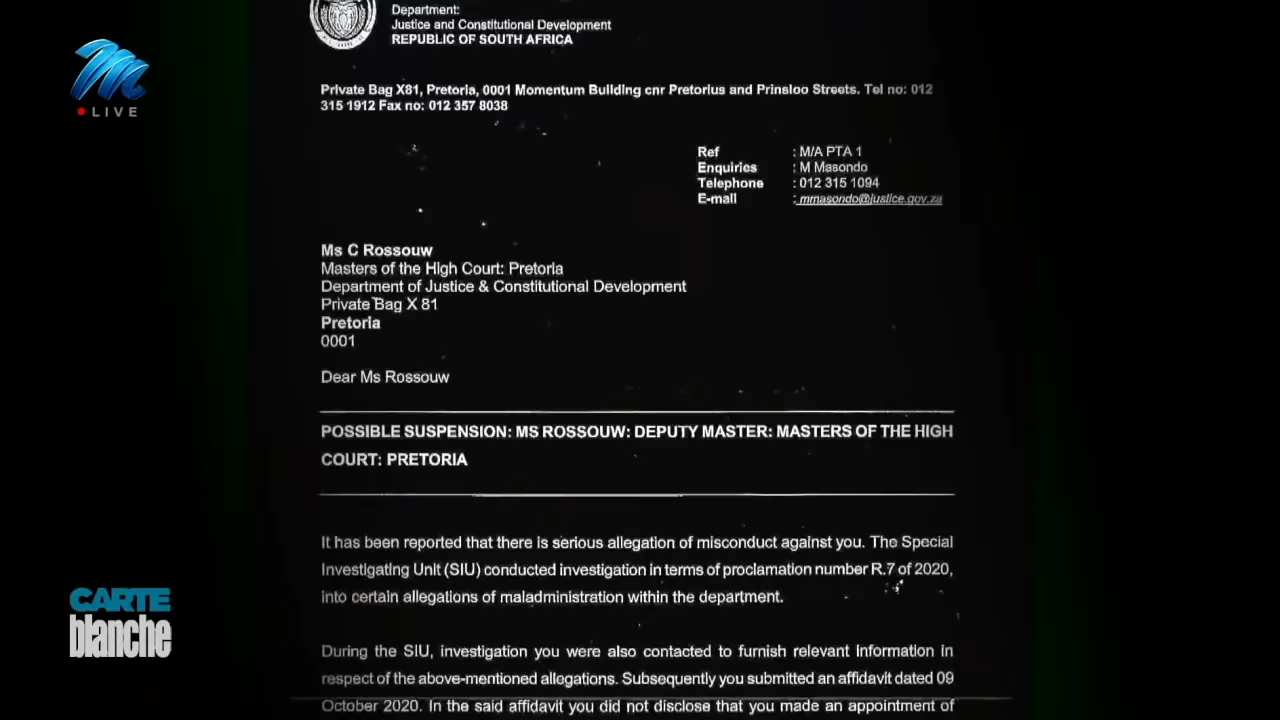 Department:
Justice and Constitutional Development
REPUBLIC OF SOUTH AFRICA
LIVE
Private Bag X81, Pretoria, 0001 Momentum Building cnr Pretorius and Prinsloo Streets. Tel no: 012
315 1912 Fax no: 012 357 8038
Ref : M/A PTA 1
Enquiries : M Masondo
Telephone : 012 315 1094
E-mail : mmasondo@justice.gov.za
Ms C Rossouw
Masters of the High Court: Pretoria
Department of Justice & Constitutional Development
Private Bag X 81
Pretoria
0001
Dear Ms Rossouw
POSSIBLE SUSPENSION: MS ROSSOUW: DEPUTY MASTER: MASTERS OF THE HIGH
COURT: PRETORIA
It has been reported that there is serious allegation of misconduct against you. The Special
Investigating Unit (SIU) conducted investigation in terms of proclamation number R.7 of 2020,
into certain allegations of maladministration within the department.
During the SIU, investigation you were also contacted to furnish relevant information in
respect of the above-mentioned allegations. Subsequently you submitted an affidavit dated 09
October 2020. In the said affidavit you did not disclose that you made an appointment of
CARTE
blanche